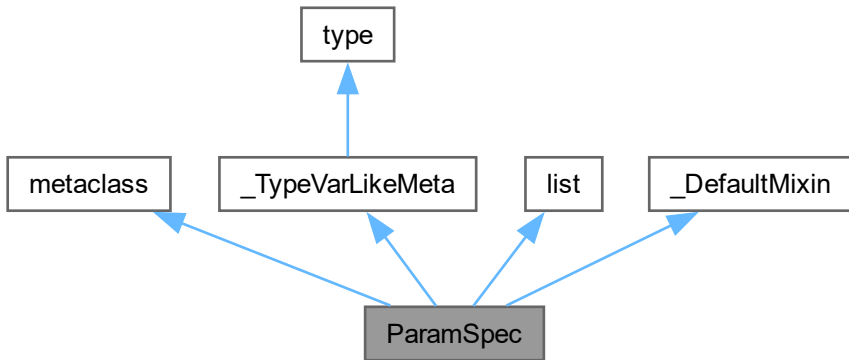 type
metaclass
_TypeVarLikeMeta
list
_DefaultMixin
ParamSpec